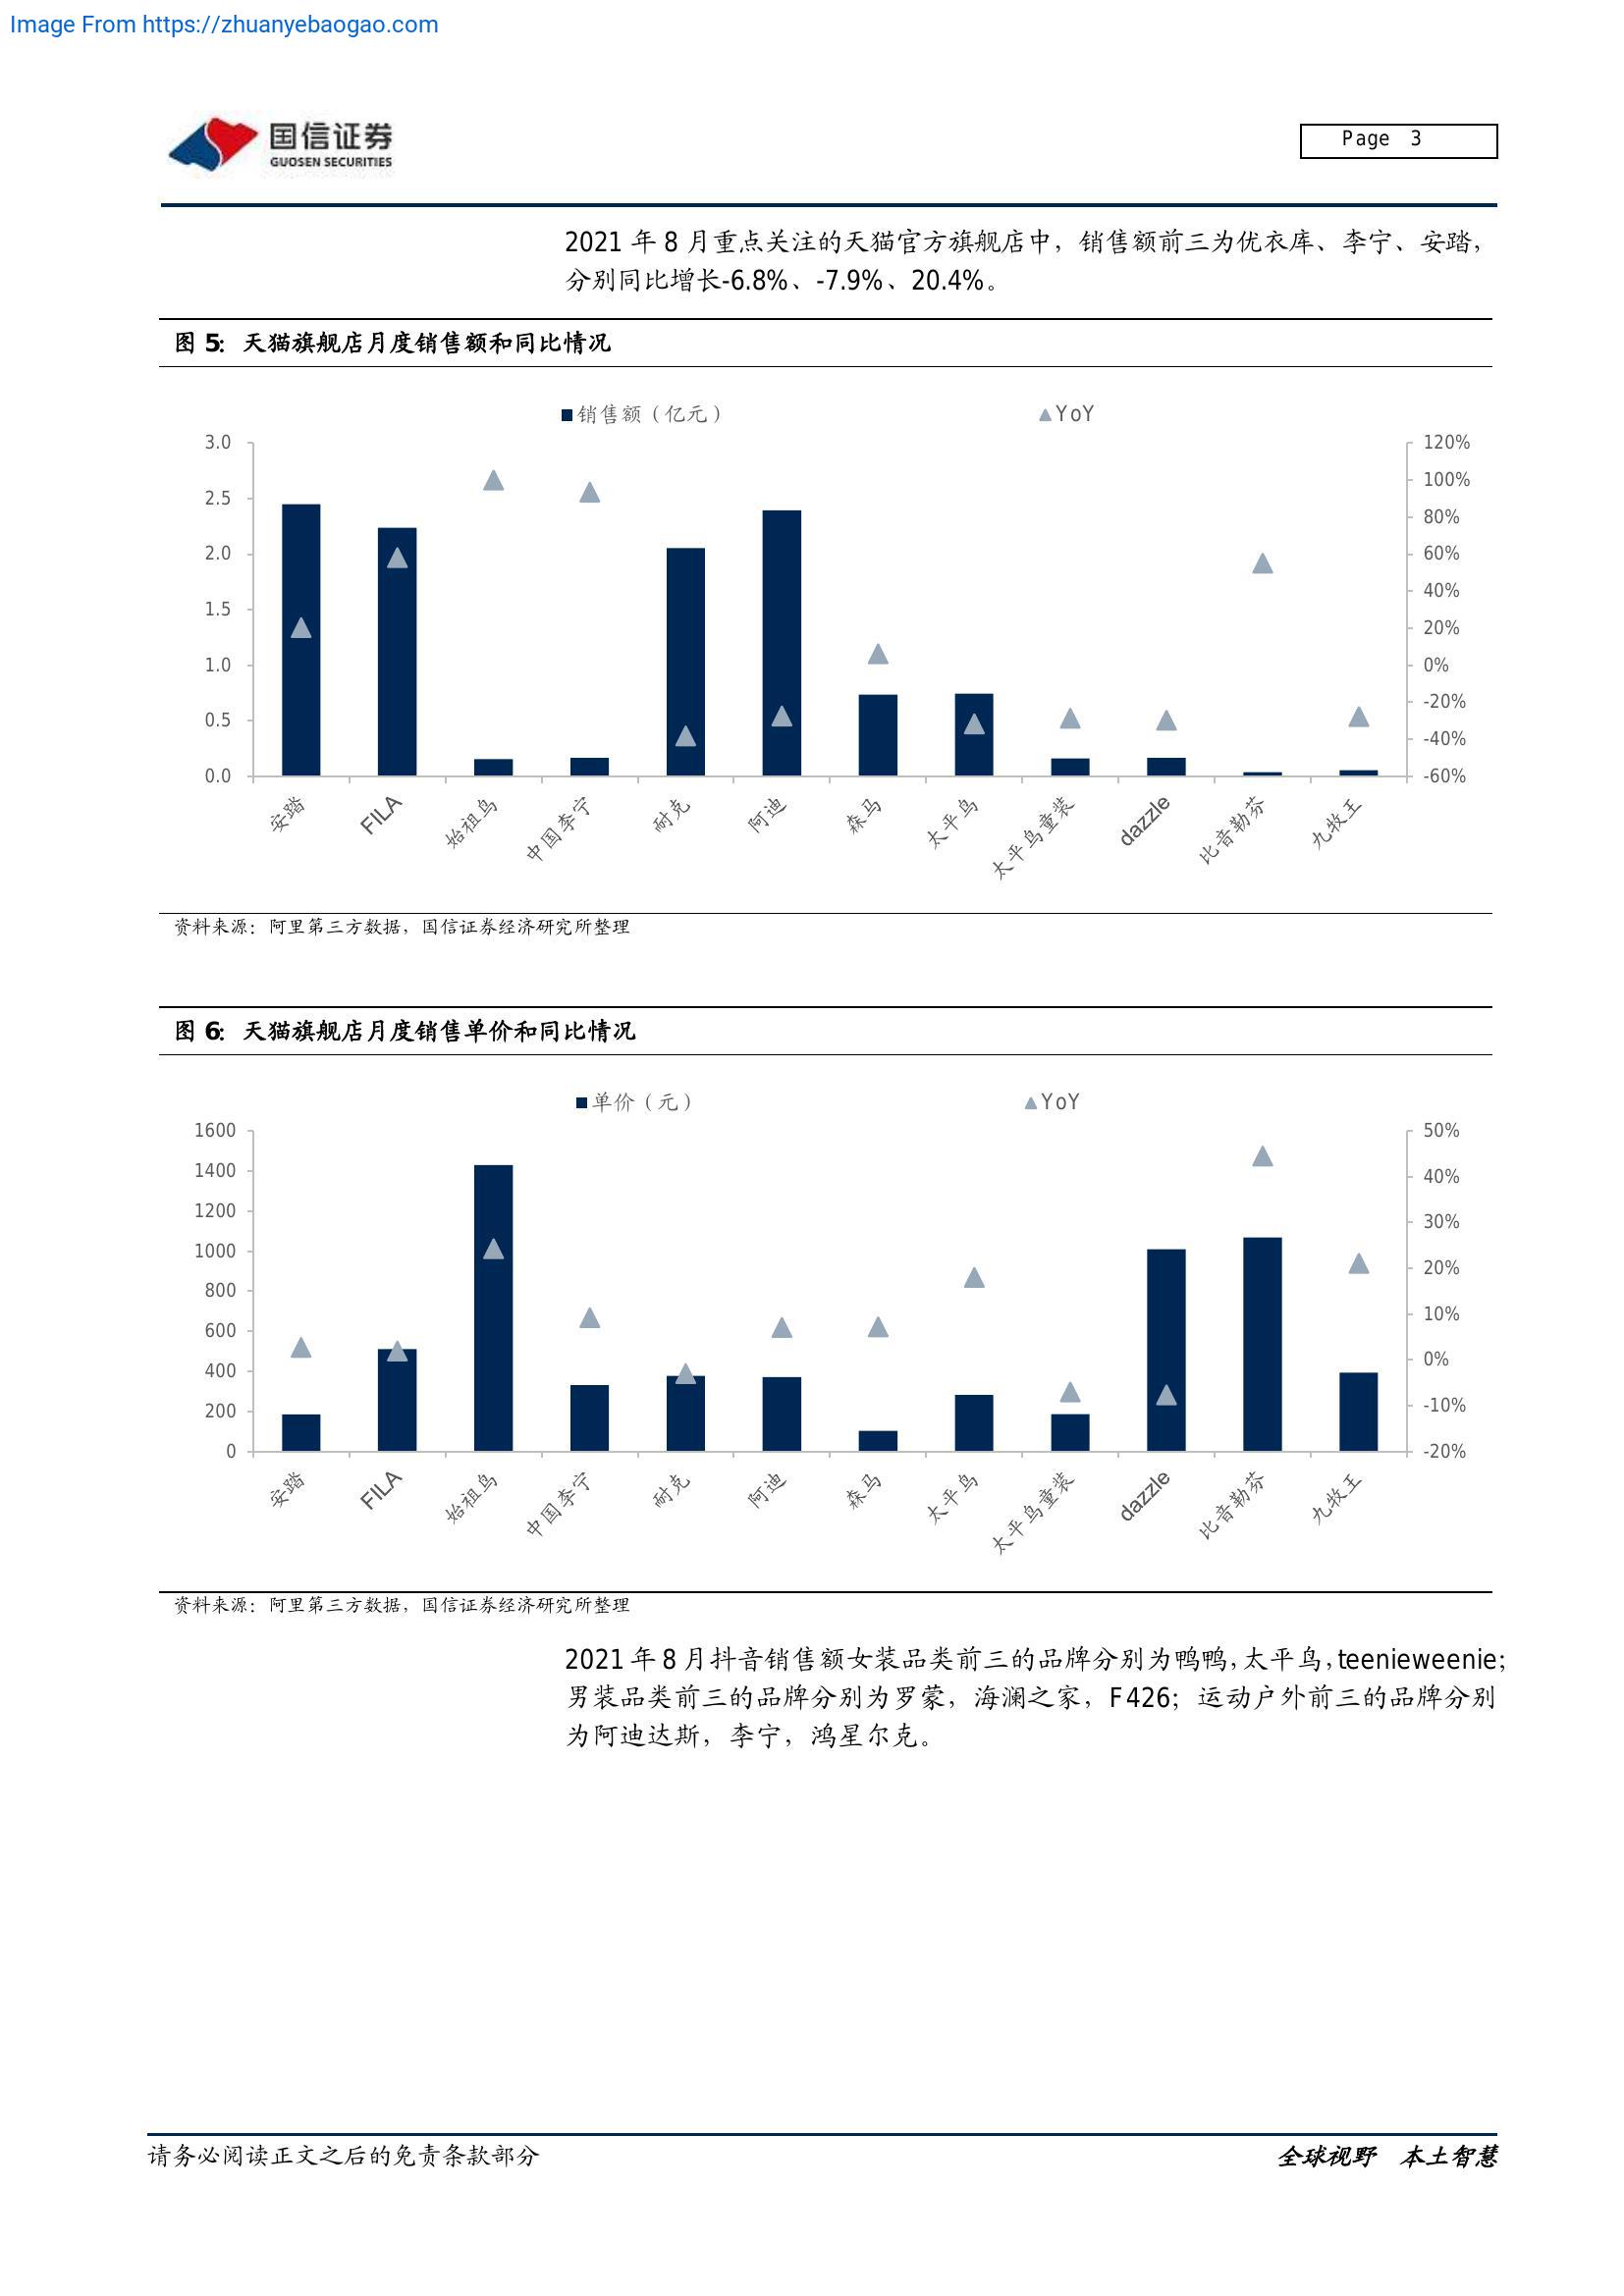 Image From https://zhuanyebaogao.com
国信证券
GUOSEN SECURITIES
Page 3
2021 年 8 月重点关注的天猫官方旗舰店中，销售额前三为优衣库、李宁、安踏，
分别同比增长-6.8%、-7.9%、20.4%。
图 5：天猫旗舰店月度销售额和同比情况
销售额（亿元） YoY
3.0
2.5
2.0
1.5
1.0
0.5
0.0
120%
100%
80%
60%
40%
20%
0%
-20%
-40%
-60%
安踏 FILA 始祖鸟 中国李宁 耐克 阿迪 森马 太平鸟 太平鸟童装 dazzle 比音勒芬 九牧王
资料来源：阿里第三方数据，国信证券经济研究所整理
图 6：天猫旗舰店月度销售单价和同比情况
单价（元） YoY
1600
1400
1200
1000
800
600
400
200
0
50%
40%
30%
20%
10%
0%
-10%
-20%
安踏 FILA 始祖鸟 中国李宁 耐克 阿迪 森马 太平鸟 太平鸟童装 dazzle 比音勒芬 九牧王
资料来源：阿里第三方数据，国信证券经济研究所整理
2021 年 8 月抖音销售额女装品类前三的品牌分别为鸭鸭，太平鸟，teenieweenie；
男装品类前三的品牌分别为罗蒙，海澜之家，F426；运动户外前三的品牌分别
为阿迪达斯，李宁，鸿星尔克。
请务必阅读正文之后的免责条款部分
全球视野 本土智慧